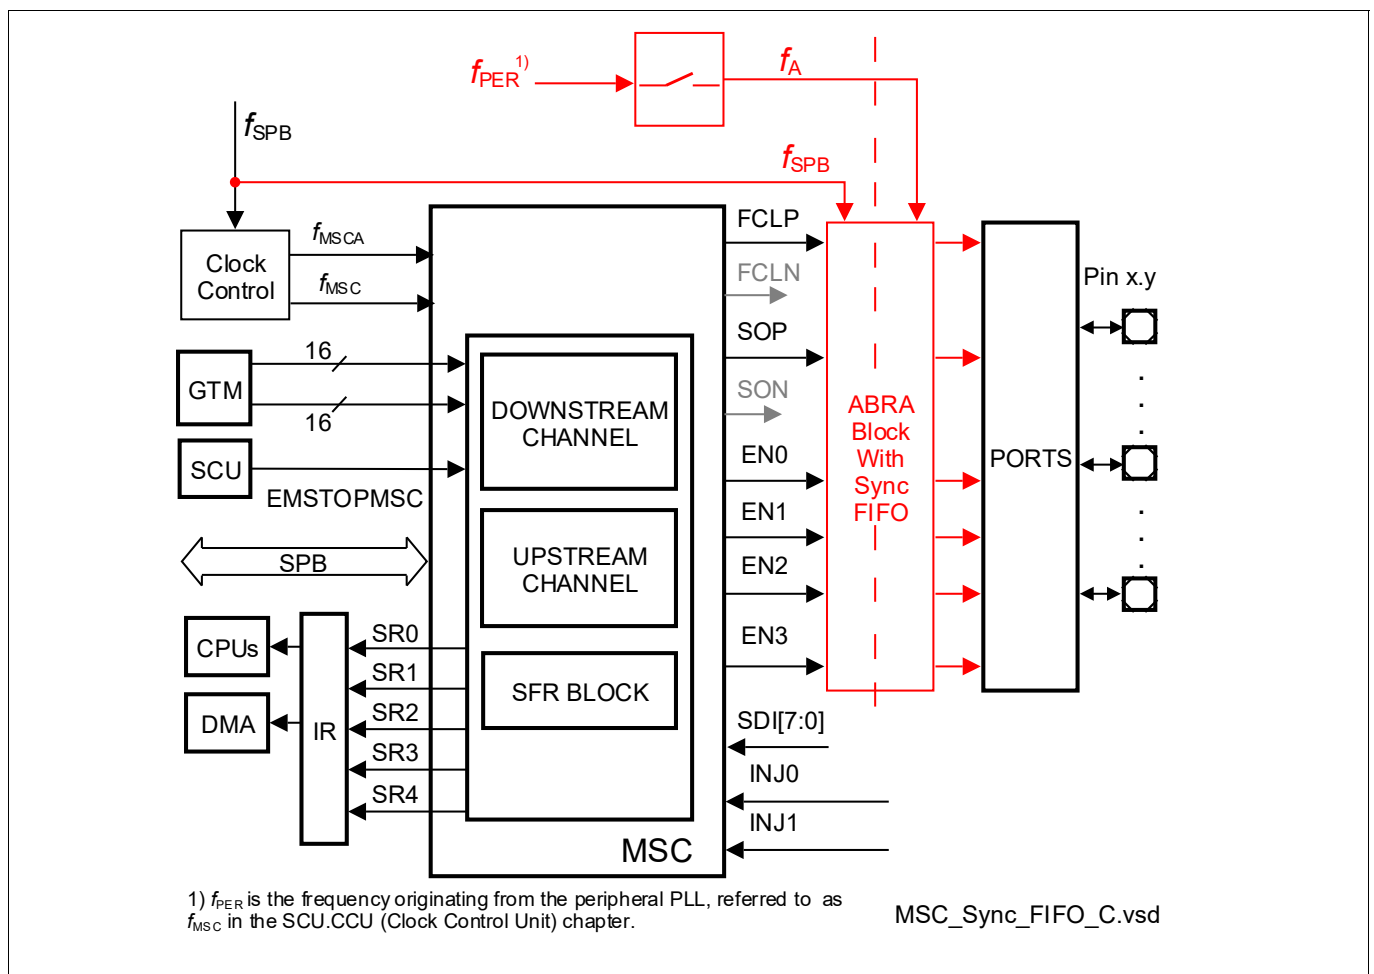 fPER1)
fA
fSPB
fSPB
FCLP
fMSCA
Clock
Control
fMSC
FCLN
Pin x.y
SOP
16
GTM
16
SON
DOWNSTREAM
CHANNEL
ABRA
Block
With
Sync
FIFO
PORTS
SCU
EMSTOPMSC
EN0
EN1
SPB
UPSTREAM
CHANNEL
EN2
CPUs
SR0
EN3
SR1
SFR BLOCK
DMA
IR
SR2
SDI[7:0]
SR3
INJ0
SR4
INJ1
MSC
1) fPER is the frequency originating from the peripheral PLL, referred to as
fMSC in the SCU.CCU (Clock Control Unit) chapter.
MSC_Sync_FIFO_C.vsd